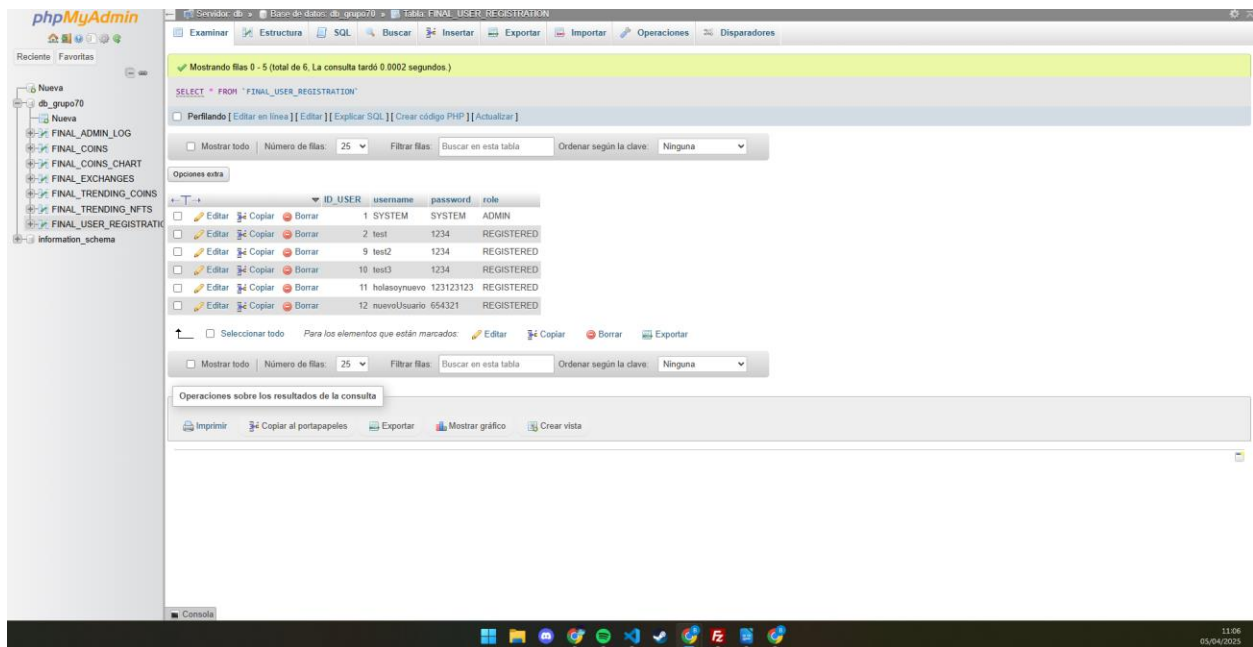 phpMyAdmin
Reciente Favoritas
Nueva
db_grupo70
Nueva
FINAL_ADMIN_LOG
FINAL_COINS
FINAL_COINS_CHART
FINAL_EXCHANGES
FINAL_TRENDING_COINS
FINAL_TRENDING_NFTS
FINAL_USER_REGISTRATIO
information_schema
Servidor: db » Base de datos: db_grupo70 » Tabla: FINAL_USER_REGISTRATION
Examinar Estructura SQL Buscar Insertar Exportar Importar Operaciones Disparadores
Mostrando filas 0 - 5 (total de 6, La consulta tardó 0.0002 segundos.)
SELECT * FROM `FINAL_USER_REGISTRATION`
Perfilando [ Editar en línea ] [ Editar ] [ Explicar SQL ] [ Crear código PHP ] [ Actualizar ]
Mostrar todo | Número de filas: 25 Filtrar filas: Buscar en esta tabla Ordenar según la clave: Ninguna
Opciones extra
←T→ ID_USER username password role
Editar Copiar Borrar 1 SYSTEM SYSTEM ADMIN
Editar Copiar Borrar 2 test 1234 REGISTERED
Editar Copiar Borrar 9 test2 1234 REGISTERED
Editar Copiar Borrar 10 test3 1234 REGISTERED
Editar Copiar Borrar 11 holasoynuevo 123123123 REGISTERED
Editar Copiar Borrar 12 nuevoUsuario 654321 REGISTERED
Seleccionar todo Para los elementos que están marcados: Editar Copiar Borrar Exportar
Mostrar todo | Número de filas: 25 Filtrar filas: Buscar en esta tabla Ordenar según la clave: Ninguna
Operaciones sobre los resultados de la consulta
Imprimir Copiar al portapapeles Exportar Mostrar gráfico Crear vista
Consola
11:06
05/04/2025